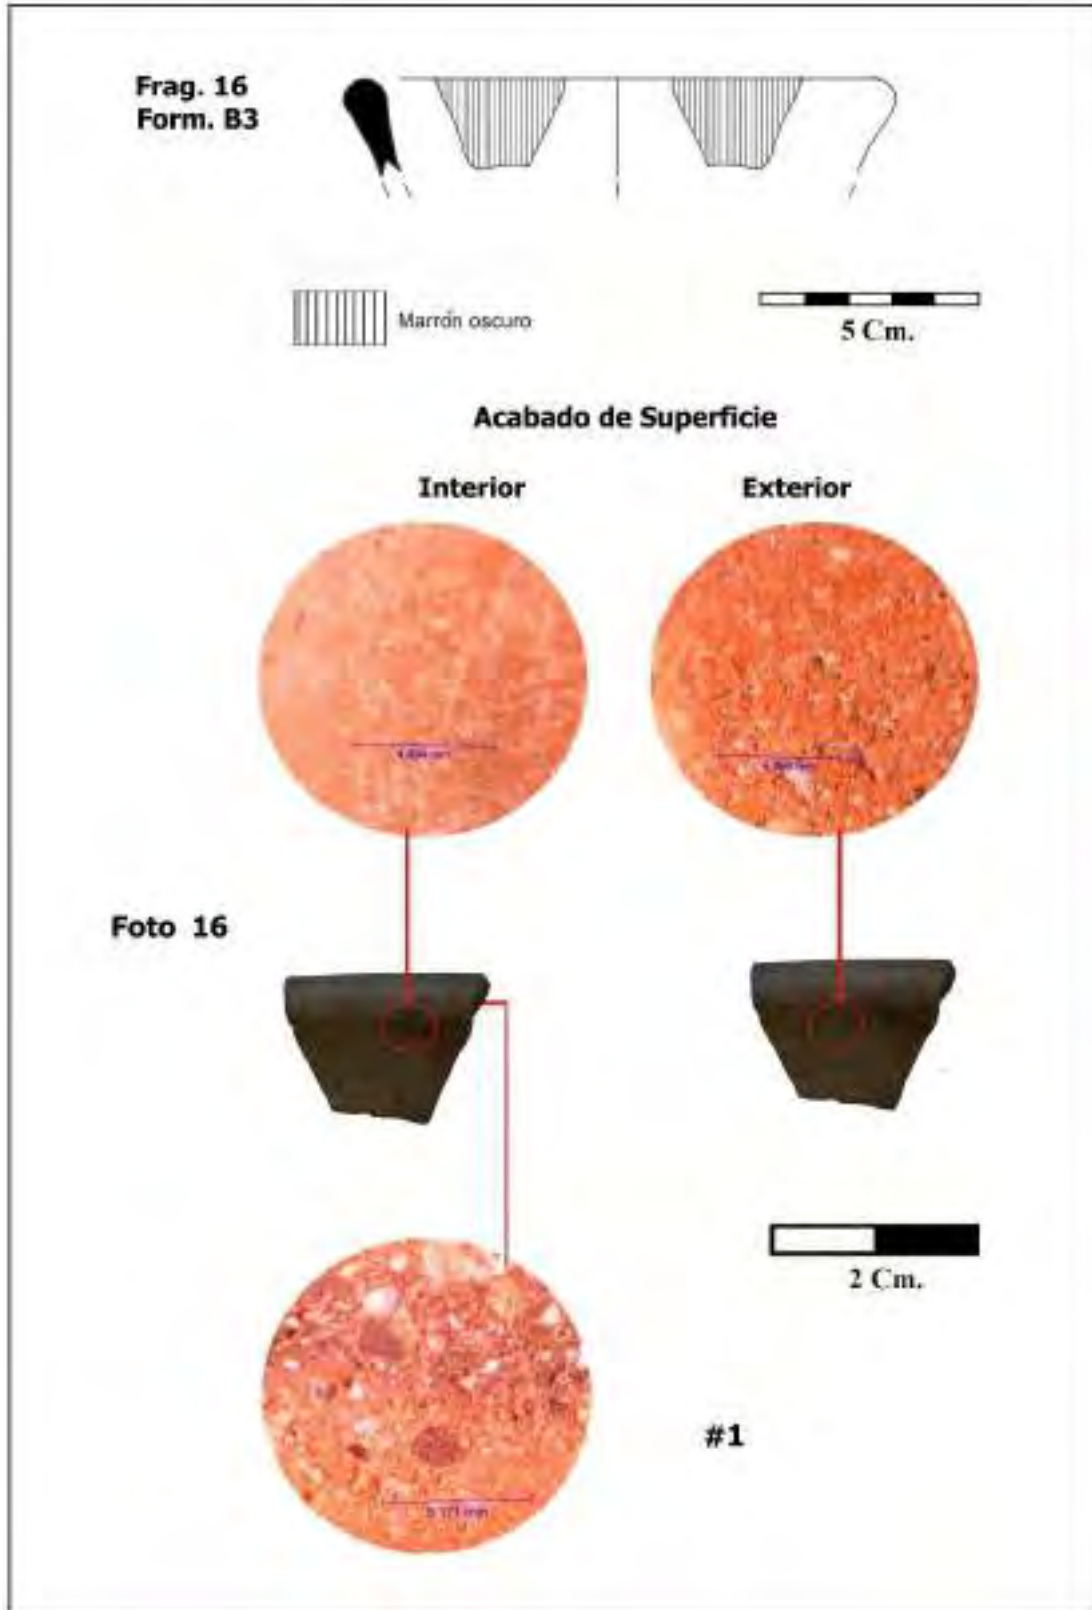 Frag. 16
Form. B3
Marrón oscuro
5 Cm.
Acabado de Superficie
Interior
Exterior
Foto 16
2 Cm.
#1